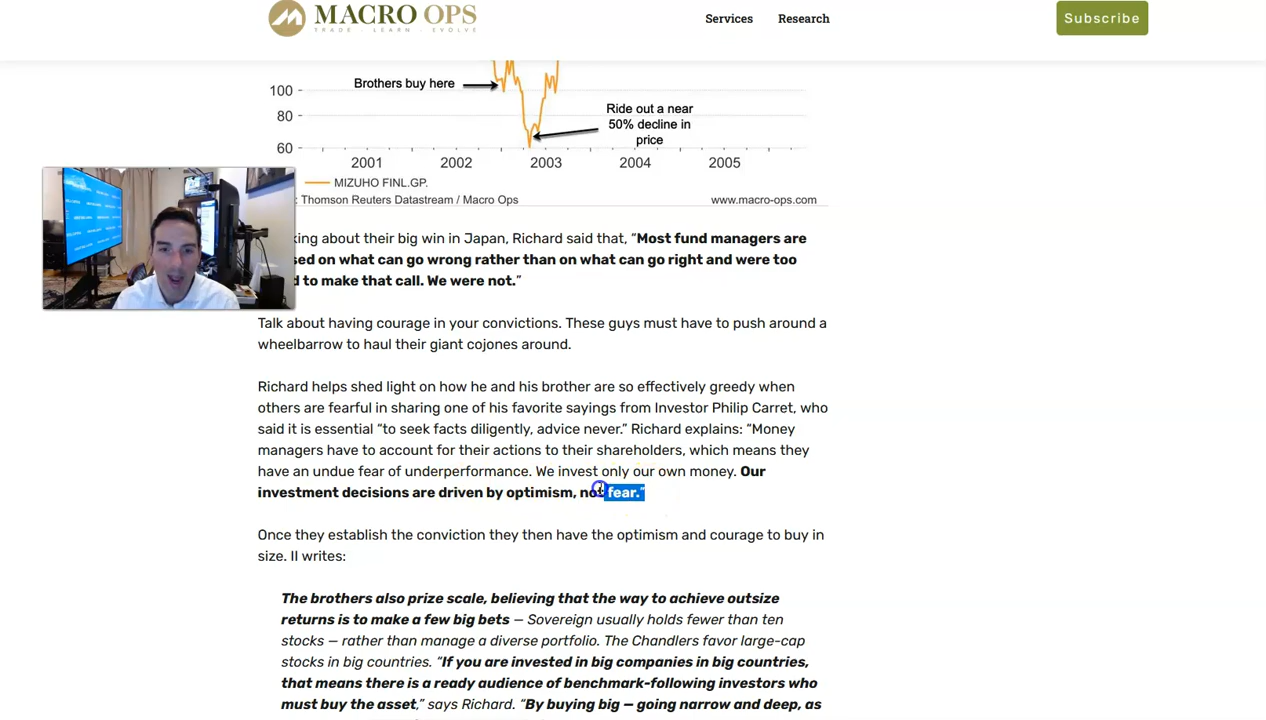 MACRO OPS
TRADE · LEARN · EVOLVE
Services
Research
Subscribe
Brothers buy here
100
Ride out a near
80
50% decline in
price
60
2001
2002
2003
2004
2005
MIZUHO FINL.GP.
: Thomson Reuters Datastream / Macro Ops
www.macro-ops.com
king about their big win in Japan, Richard said that, “Most fund managers are
sed on what can go wrong rather than on what can go right and were too
d to make that call. We were not.”
Talk about having courage in your convictions. These guys must have to push around a
wheelbarrow to haul their giant cojones around.
Richard helps shed light on how he and his brother are so effectively greedy when
others are fearful in sharing one of his favorite sayings from Investor Philip Carret, who
said it is essential “to seek facts diligently, advice never.” Richard explains: “Money
managers have to account for their actions to their shareholders, which means they
have an undue fear of underperformance. We invest only our own money. Our
investment decisions are driven by optimism, not fear.”
Once they establish the conviction they then have the optimism and courage to buy in
size. II writes:
The brothers also prize scale, believing that the way to achieve outsize
returns is to make a few big bets — Sovereign usually holds fewer than ten
stocks — rather than manage a diverse portfolio. The Chandlers favor large-cap
stocks in big countries. “If you are invested in big companies in big countries,
that means there is a ready audience of benchmark-following investors who
must buy the asset,” says Richard. “By buying big — going narrow and deep, as